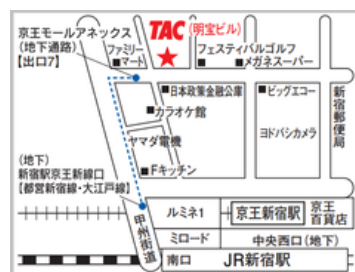 京王モールアネックス
(地下通路)
【出口7】
TAC (明宝ビル)
ファミリー
マート
フェスティバルゴルフ
メガネスーパー
日本政策金融公庫
ビッグエコー
カラオケ館
新宿郵便局
ヤマダ電機
ヨドバシカメラ
Fキッチン
(地下)
新宿駅京王新線口
【都営新宿線・大江戸線】
甲州街道
ルミネ1
京王新宿駅
京王
百貨店
ミロード
中央西口(地下)
南口
JR新宿駅